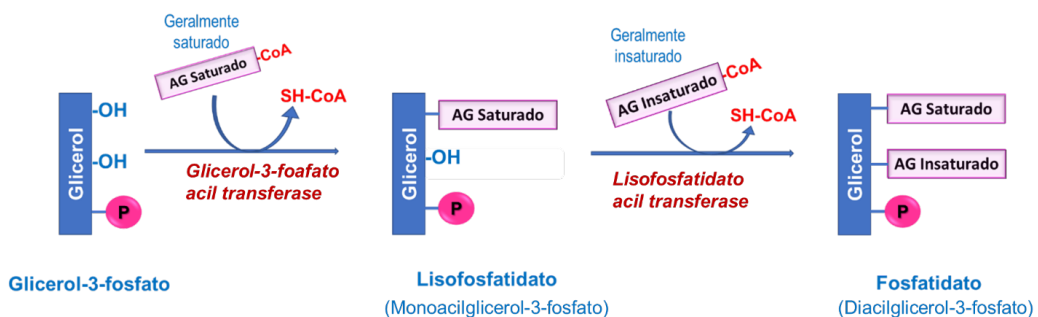 Geralmente
saturado
AG Saturado
-CoA
SH-CoA
Glicerol
-OH
-OH
P
Glicerol-3-foafato
acil transferase
Glicerol-3-fosfato
Glicerol
AG Saturado
-OH
P
Lisofosfatidato
(Monoacilglicerol-3-fosfato)
Geralmente
insaturado
AG Insaturado
-CoA
SH-CoA
Lisofosfatidato
acil transferase
Glicerol
AG Saturado
AG Insaturado
P
Fosfatidato
(Diacilglicerol-3-fosfato)